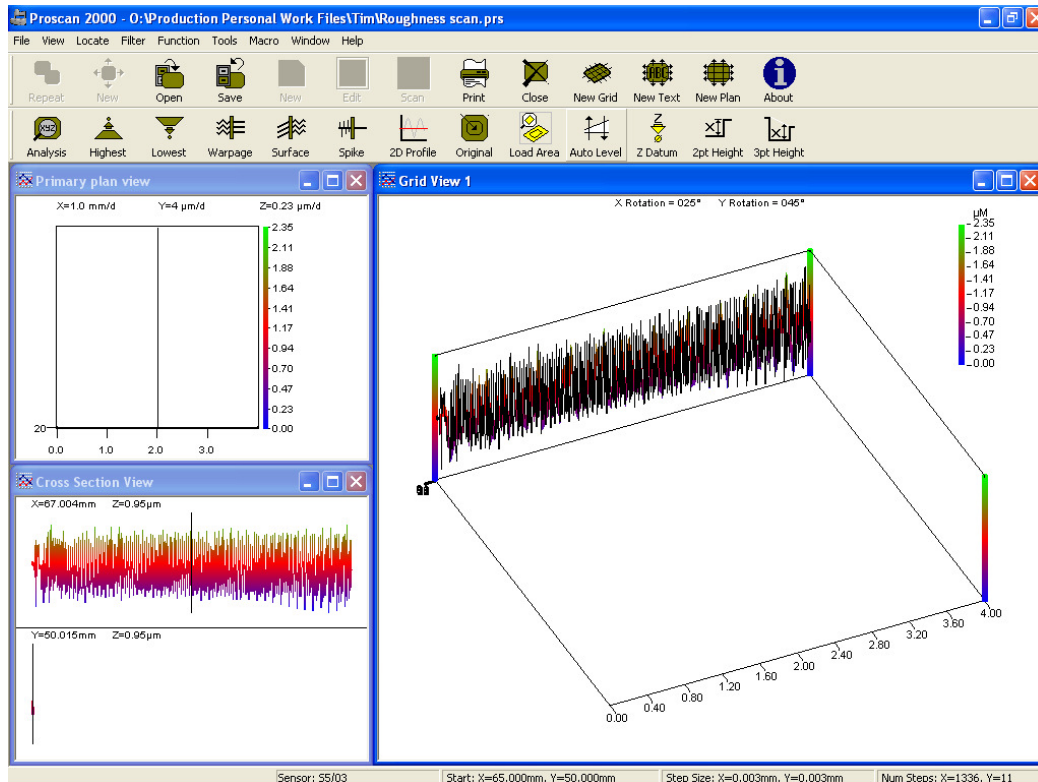 Proscan 2000 - O:\Production Personal Work Files\Tim\Roughness scan.prs
File View Locate Filter Function Tools Macro Window Help
Repeat New Open Save New Edit Scan Print Close New Grid New Text New Plan About
Analysis Highest Lowest Warpage Surface Spike 2D Profile Original Load Area Auto Level Z Datum 2pt Height 3pt Height
Primary plan view
X=1.0 mm/d Y=4 µm/d Z=0.23 µm/d
2.35
2.11
1.88
1.64
1.41
1.17
0.94
0.70
0.47
0.23
0.00
20
0.0 1.0 2.0 3.0
Cross Section View
X=67.004mm Z=0.95µm
Y=50.015mm Z=0.95µm
Grid View 1
X Rotation = 025° Y Rotation = 045°
µM
2.35
2.11
1.88
1.64
1.41
1.17
0.94
0.70
0.47
0.23
0.00
0.00 0.40 0.80 1.20 1.60 2.00 2.40 2.80 3.20 3.60 4.00
Sensor: S5/03 Start: X=65.000mm, Y=50.000mm Step Size: X=0.003mm, Y=0.003mm Num Steps: X=1336, Y=11